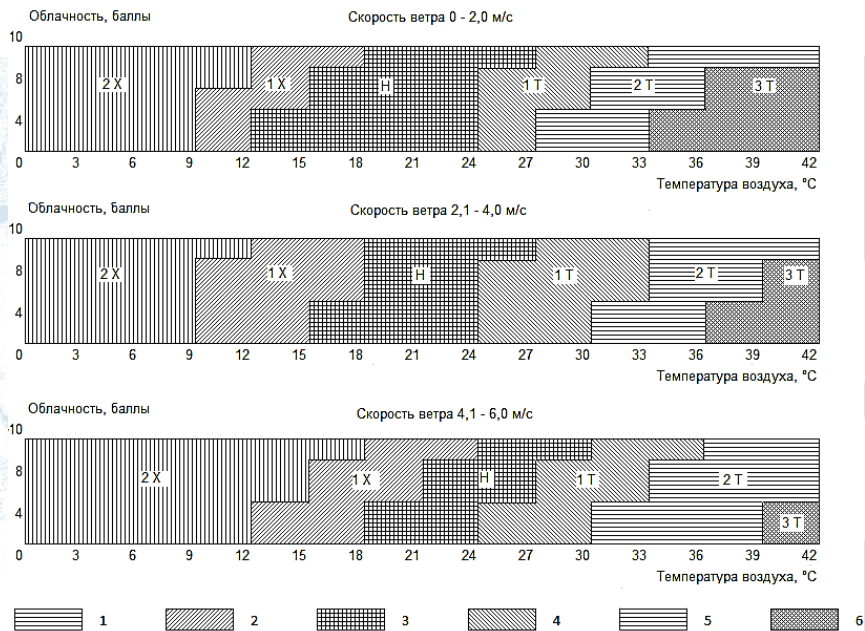 Облачность, баллы Скорость ветра 0 - 2,0 м/с
10
8 2 X 1 X Н 1 Т 2 Т 3 Т
4
0 3 6 9 12 15 18 21 24 27 30 33 36 39 42
Температура воздуха, °С
Облачность, баллы Скорость ветра 2,1 - 4,0 м/с
10
8 2 X 1 X Н 1 Т 2 Т 3 Т
4
0 3 6 9 12 15 18 21 24 27 30 33 36 39 42
Температура воздуха, °С
Облачность, баллы Скорость ветра 4,1 - 6,0 м/с
10
8 2 X 1 X Н 1 Т 2 Т
4 3 Т
0 3 6 9 12 15 18 21 24 27 30 33 36 39 42
Температура воздуха, °С
1 2 3 4 5 6